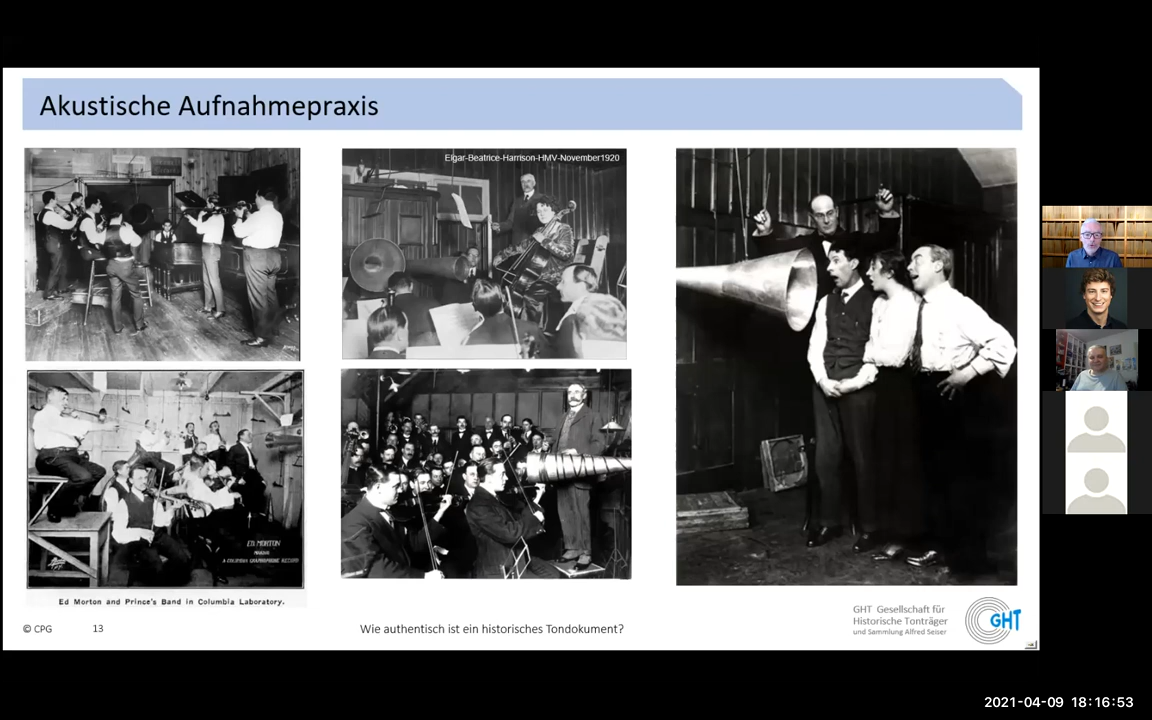 Akustische Aufnahmepraxis
Elgar-Beatrice-Harrison-HMV-November1920
ED MORTON
MAKING
A COLUMBIA GRAPHOPHONE RECORD
Ed Morton and Prince's Band in Columbia Laboratory.
© CPG
13
Wie authentisch ist ein historisches Tondokument?
GHT Gesellschaft für
Historische Tonträger
und Sammlung Alfred Seiser
GHT
2021-04-09 18:16:53